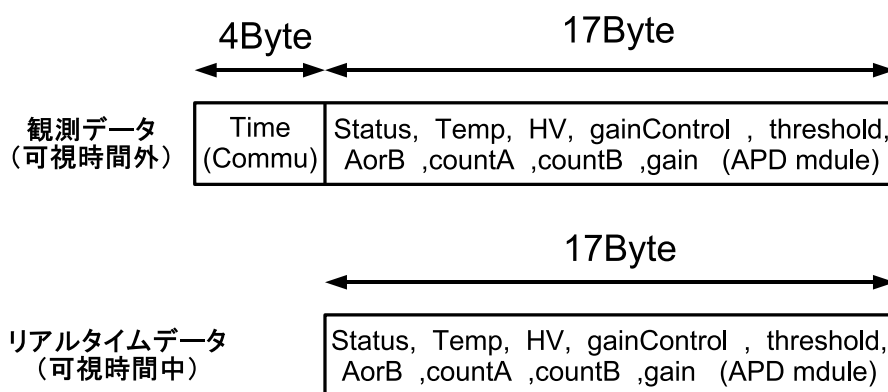 4Byte
17Byte
観測データ
(可視時間外)
Time
(Commu)
Status, Temp, HV, gainControl , threshold,
AorB ,countA ,countB ,gain (APD mdule)
17Byte
リアルタイムデータ
(可視時間中)
Status, Temp, HV, gainControl , threshold,
AorB ,countA ,countB ,gain (APD mdule)